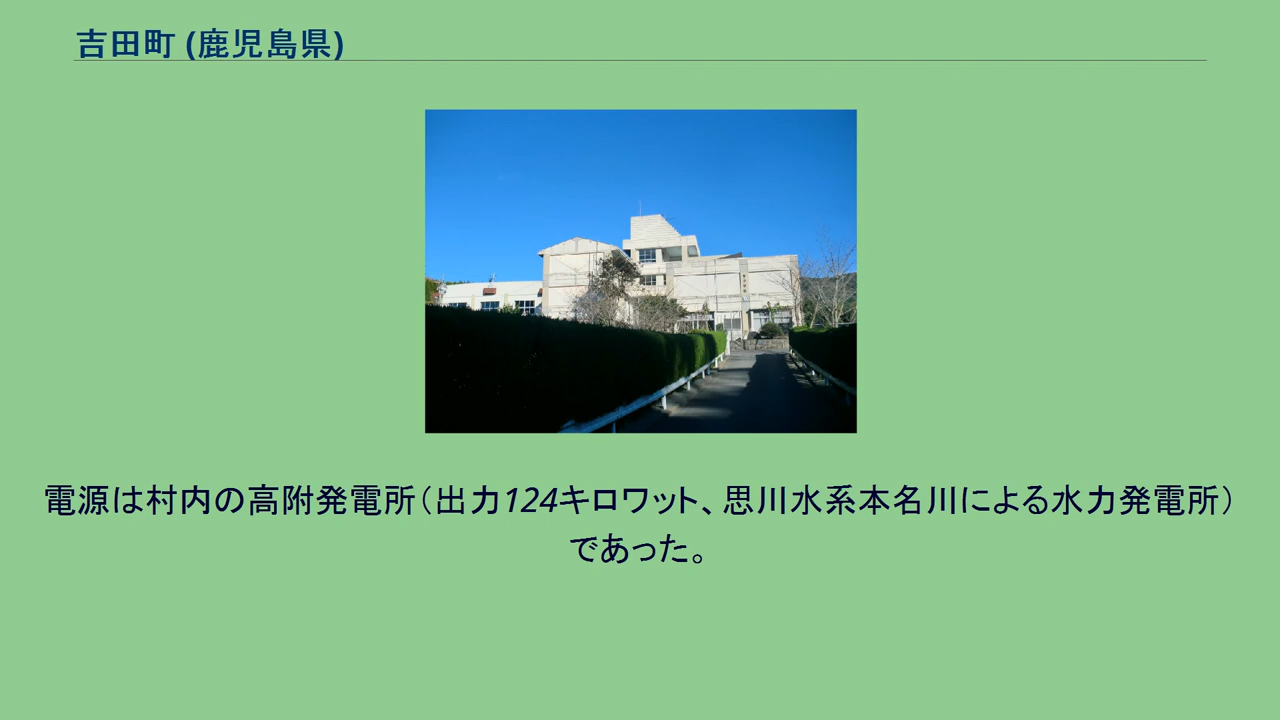 吉田町 (鹿児島県)
電源は村内の高附発電所（出力124キロワット、思川水系本名川による水力発電所）
であった。